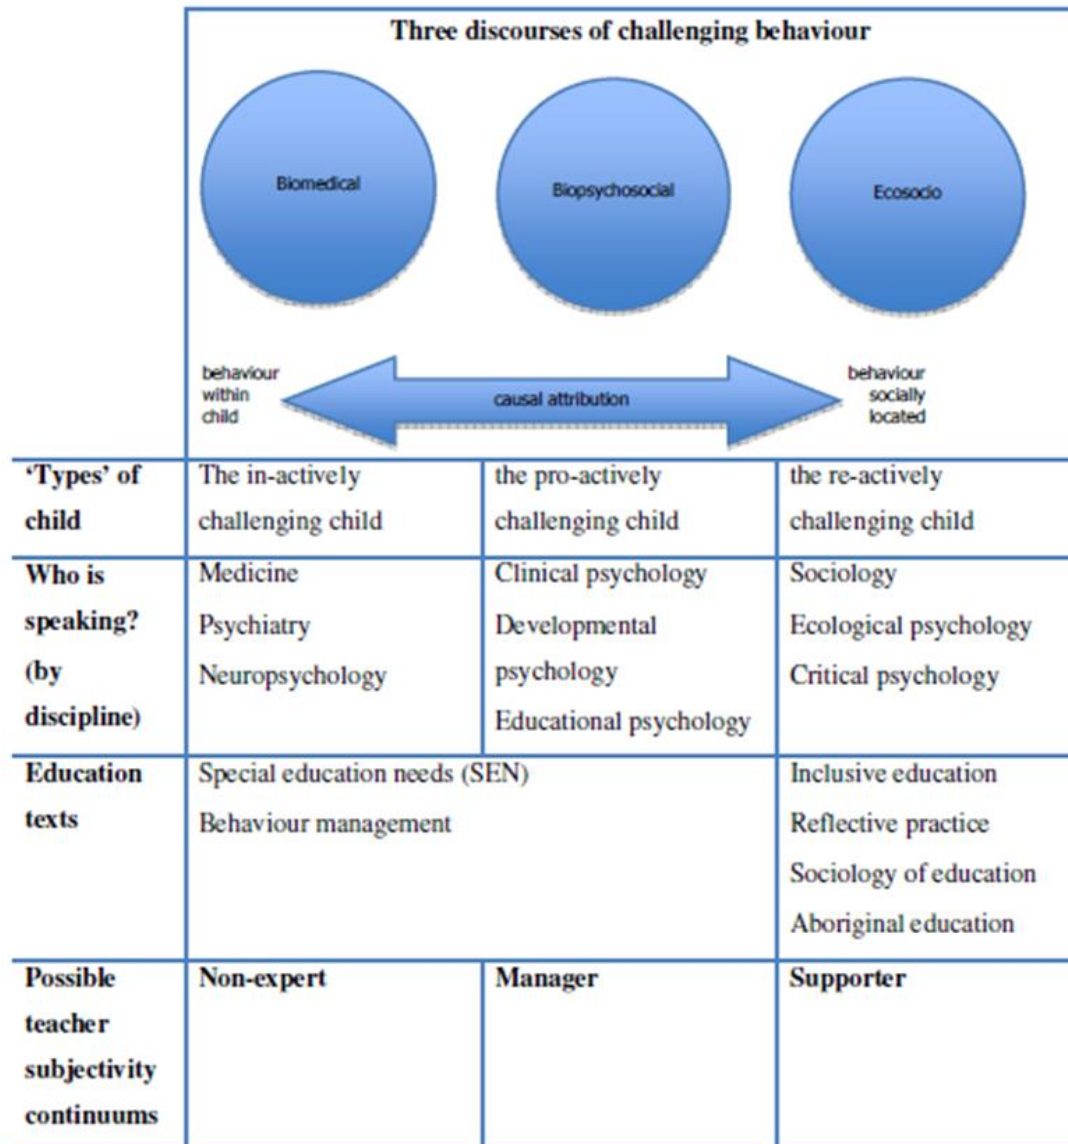 Three discourses of challenging behaviour
Biomedical
Biopsychosocial
Ecosocio
behaviour
within
child
causal attribution
behaviour
socially
located
‘Types’ of
child
The in-actively
challenging child
the pro-actively
challenging child
the re-actively
challenging child
Who is
speaking?
(by
discipline)
Medicine
Psychiatry
Neuropsychology
Clinical psychology
Developmental
psychology
Educational psychology
Sociology
Ecological psychology
Critical psychology
Education
texts
Special education needs (SEN)
Behaviour management
Inclusive education
Reflective practice
Sociology of education
Aboriginal education
Possible
teacher
subjectivity
continuums
Non-expert
Manager
Supporter